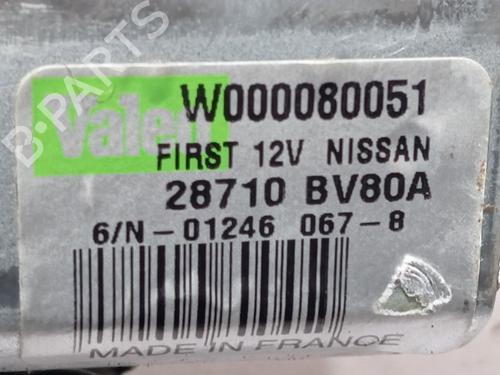 B-PARTS
Valeo
W000080051
FIRST 12V NISSAN
28710 BV80A
6/N-01246 067-8
MADE IN FRANCE